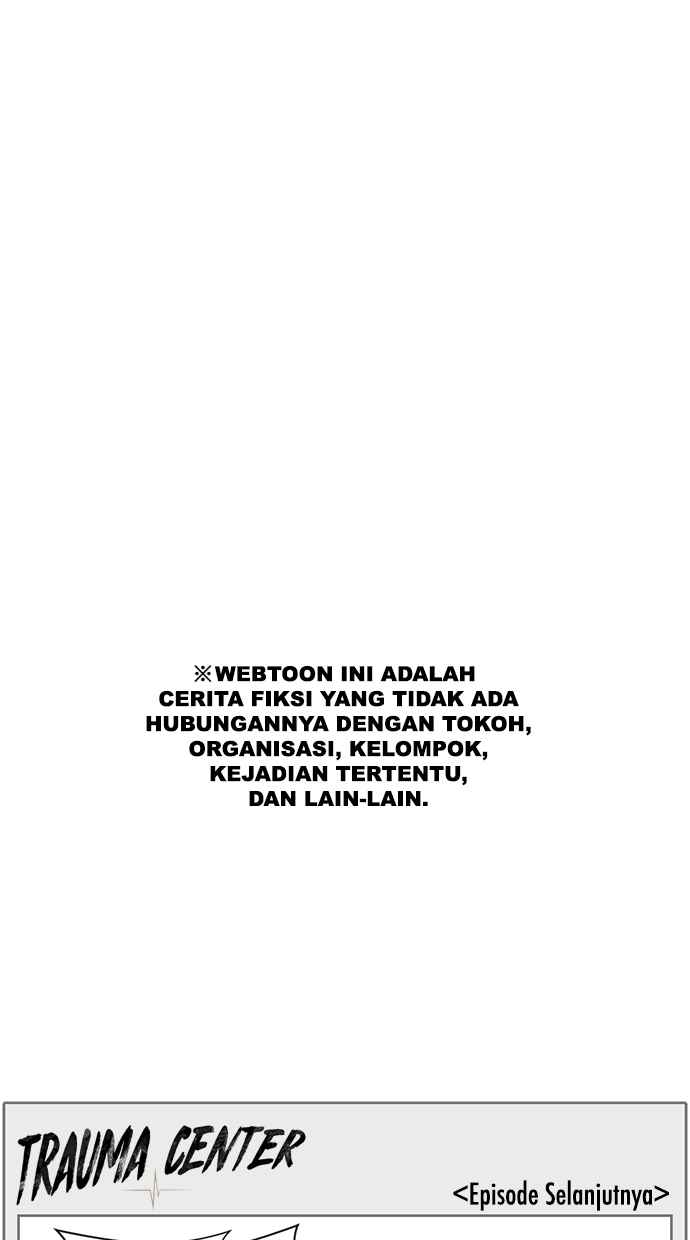 ※WEBTOON INI ADALAH
CERITA FIKSI YANG TIDAK ADA
HUBUNGANNYA DENGAN TOKOH,
ORGANISASI, KELOMPOK,
KEJADIAN TERTENTU,
DAN LAIN-LAIN.
TRAUMA CENTER
<Episode Selanjutnya>